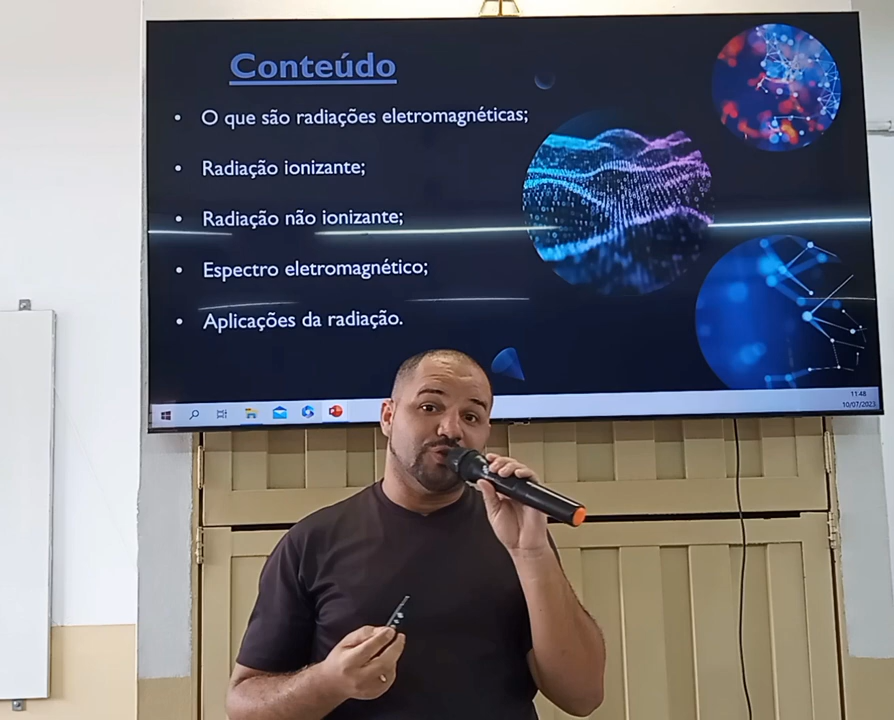 Conteúdo
• O que são radiações eletromagnéticas;
• Radiação ionizante;
• Radiação não ionizante;
• Espectro eletromagnético;
• Aplicações da radiação.
11:48
10/07/2023